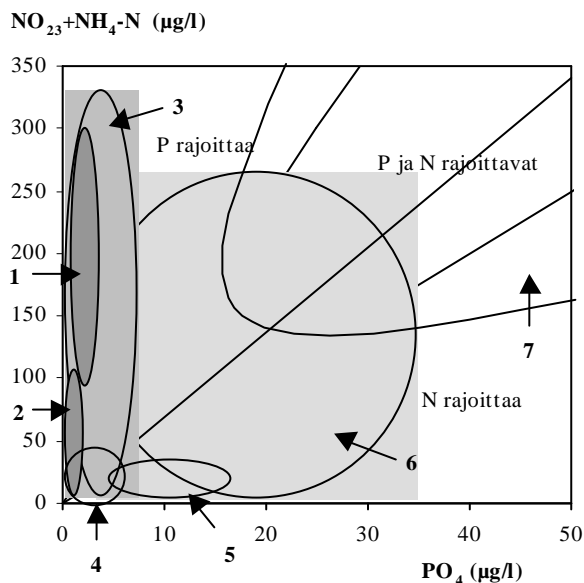 NO23+NH4-N (µg/l)
350
3
300
P rajoittaa
P ja N rajoittavat
250
200
1
150
7
100
2
N rajoittaa
50
6
0
0 10 20 30 40 50
4
5
PO4 (µg/l)